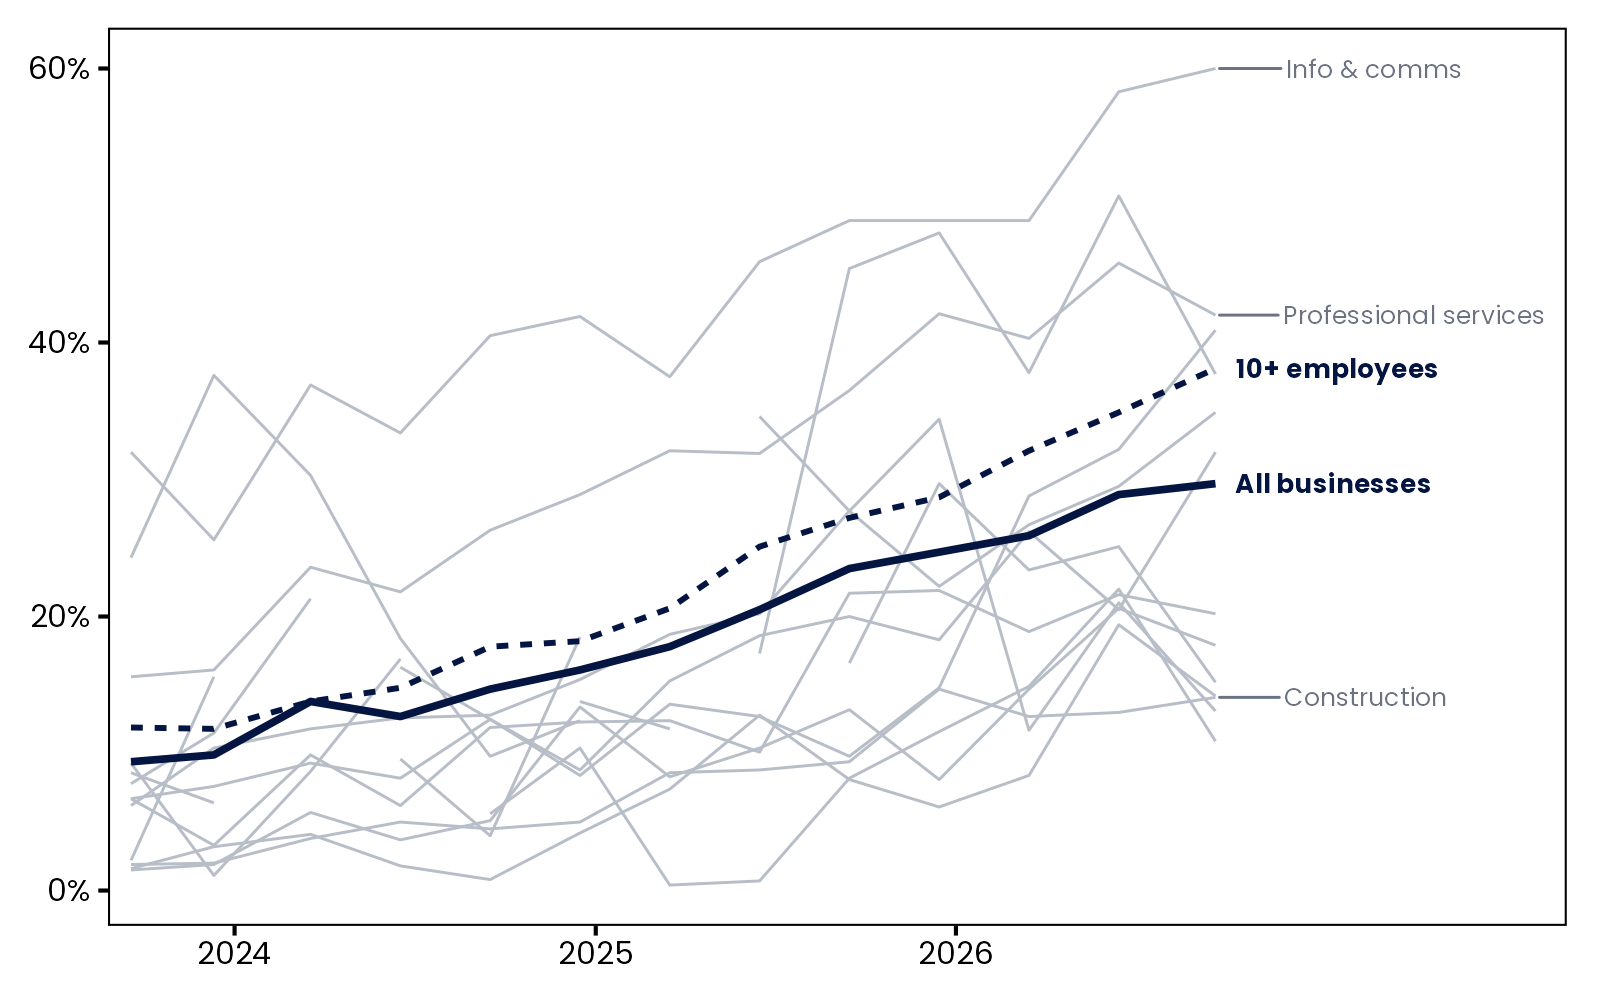 60%
Info & comms
40%
Professional services
10+ employees
All businesses
20%
Construction
0%
2024
2025
2026